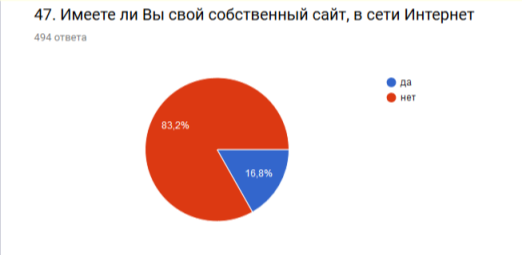 47. Имеете ли Вы свой собственный сайт, в сети Интернет
494 ответа
да
нет
83,2%
16,8%